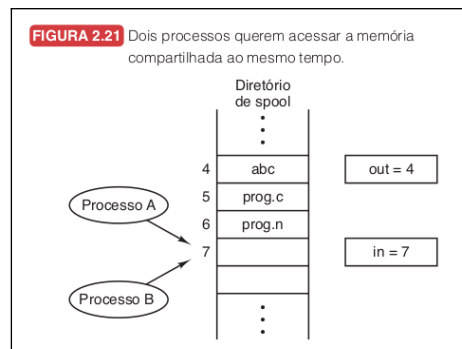 FIGURA 2.21 Dois processos querem acessar a memória
compartilhada ao mesmo tempo.
Diretório
de spool
4 abc out = 4
5 prog.c
Processo A
6 prog.n
7 in = 7
Processo B